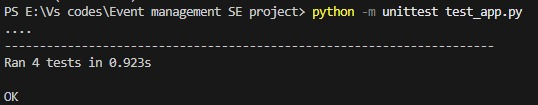 PS E:\Vs codes\Event management SE project> python -m unittest test_app.py
....
----------------------------------------------------------------------
Ran 4 tests in 0.923s
OK